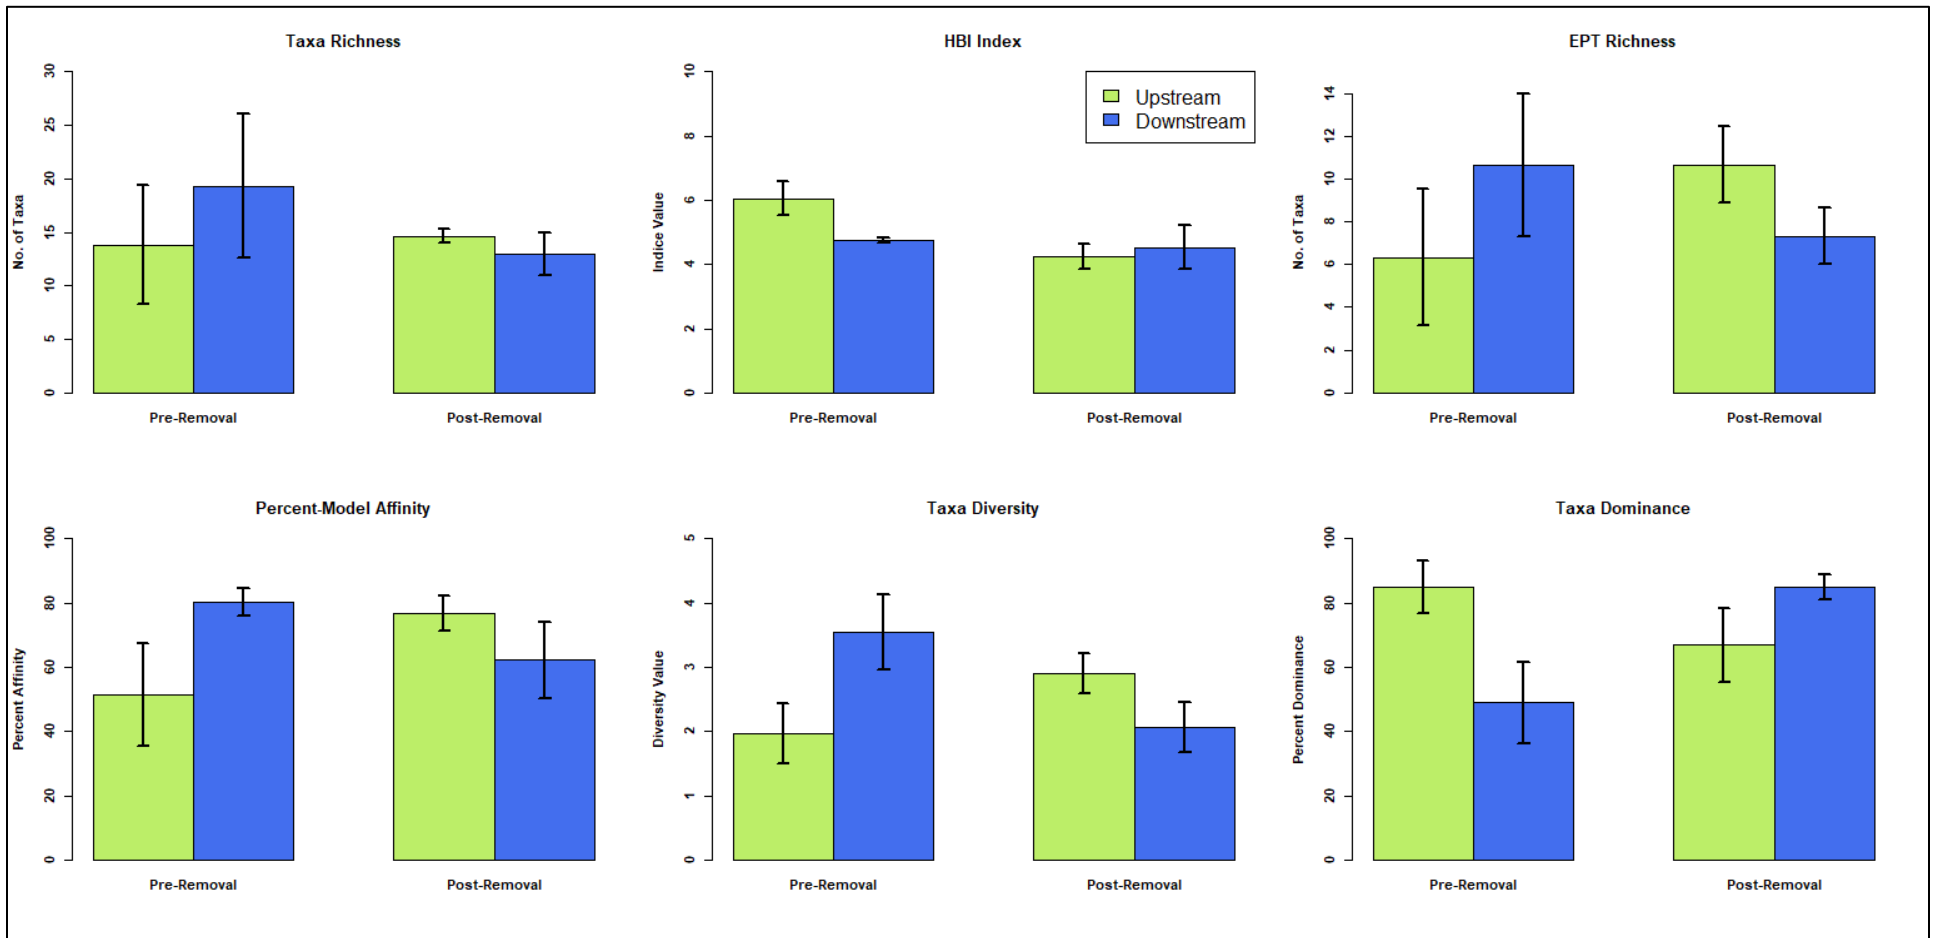 Taxa Richness
No. of Taxa
0 5 10 15 20 25 30
Pre-Removal Post-Removal
HBI Index
Indice Value
0 2 4 6 8 10
Upstream
Downstream
Pre-Removal Post-Removal
EPT Richness
No. of Taxa
0 2 4 6 8 10 12 14
Pre-Removal Post-Removal
Percent-Model Affinity
Percent Affinity
0 20 40 60 80 100
Pre-Removal Post-Removal
Taxa Diversity
Diversity Value
0 1 2 3 4 5
Pre-Removal Post-Removal
Taxa Dominance
Percent Dominance
0 20 40 60 80 100
Pre-Removal Post-Removal